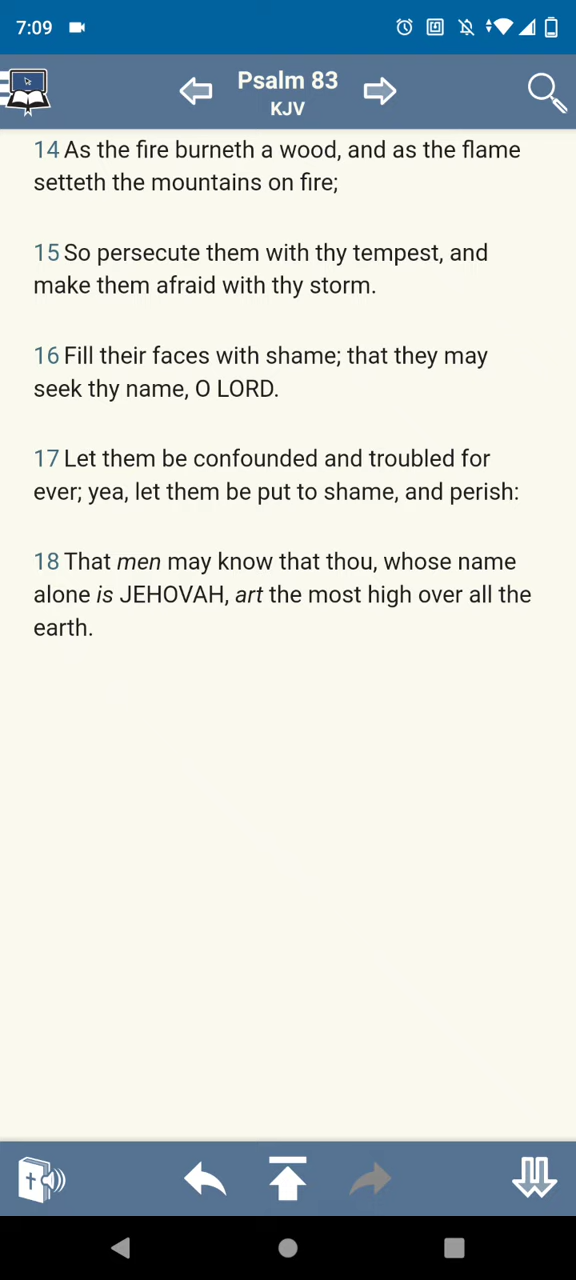 7:09
Psalm 83
KJV
14 As the fire burneth a wood, and as the flame
setteth the mountains on fire;
15 So persecute them with thy tempest, and
make them afraid with thy storm.
16 Fill their faces with shame; that they may
seek thy name, O LORD.
17 Let them be confounded and troubled for
ever; yea, let them be put to shame, and perish:
18 That men may know that thou, whose name
alone is JEHOVAH, art the most high over all the
earth.